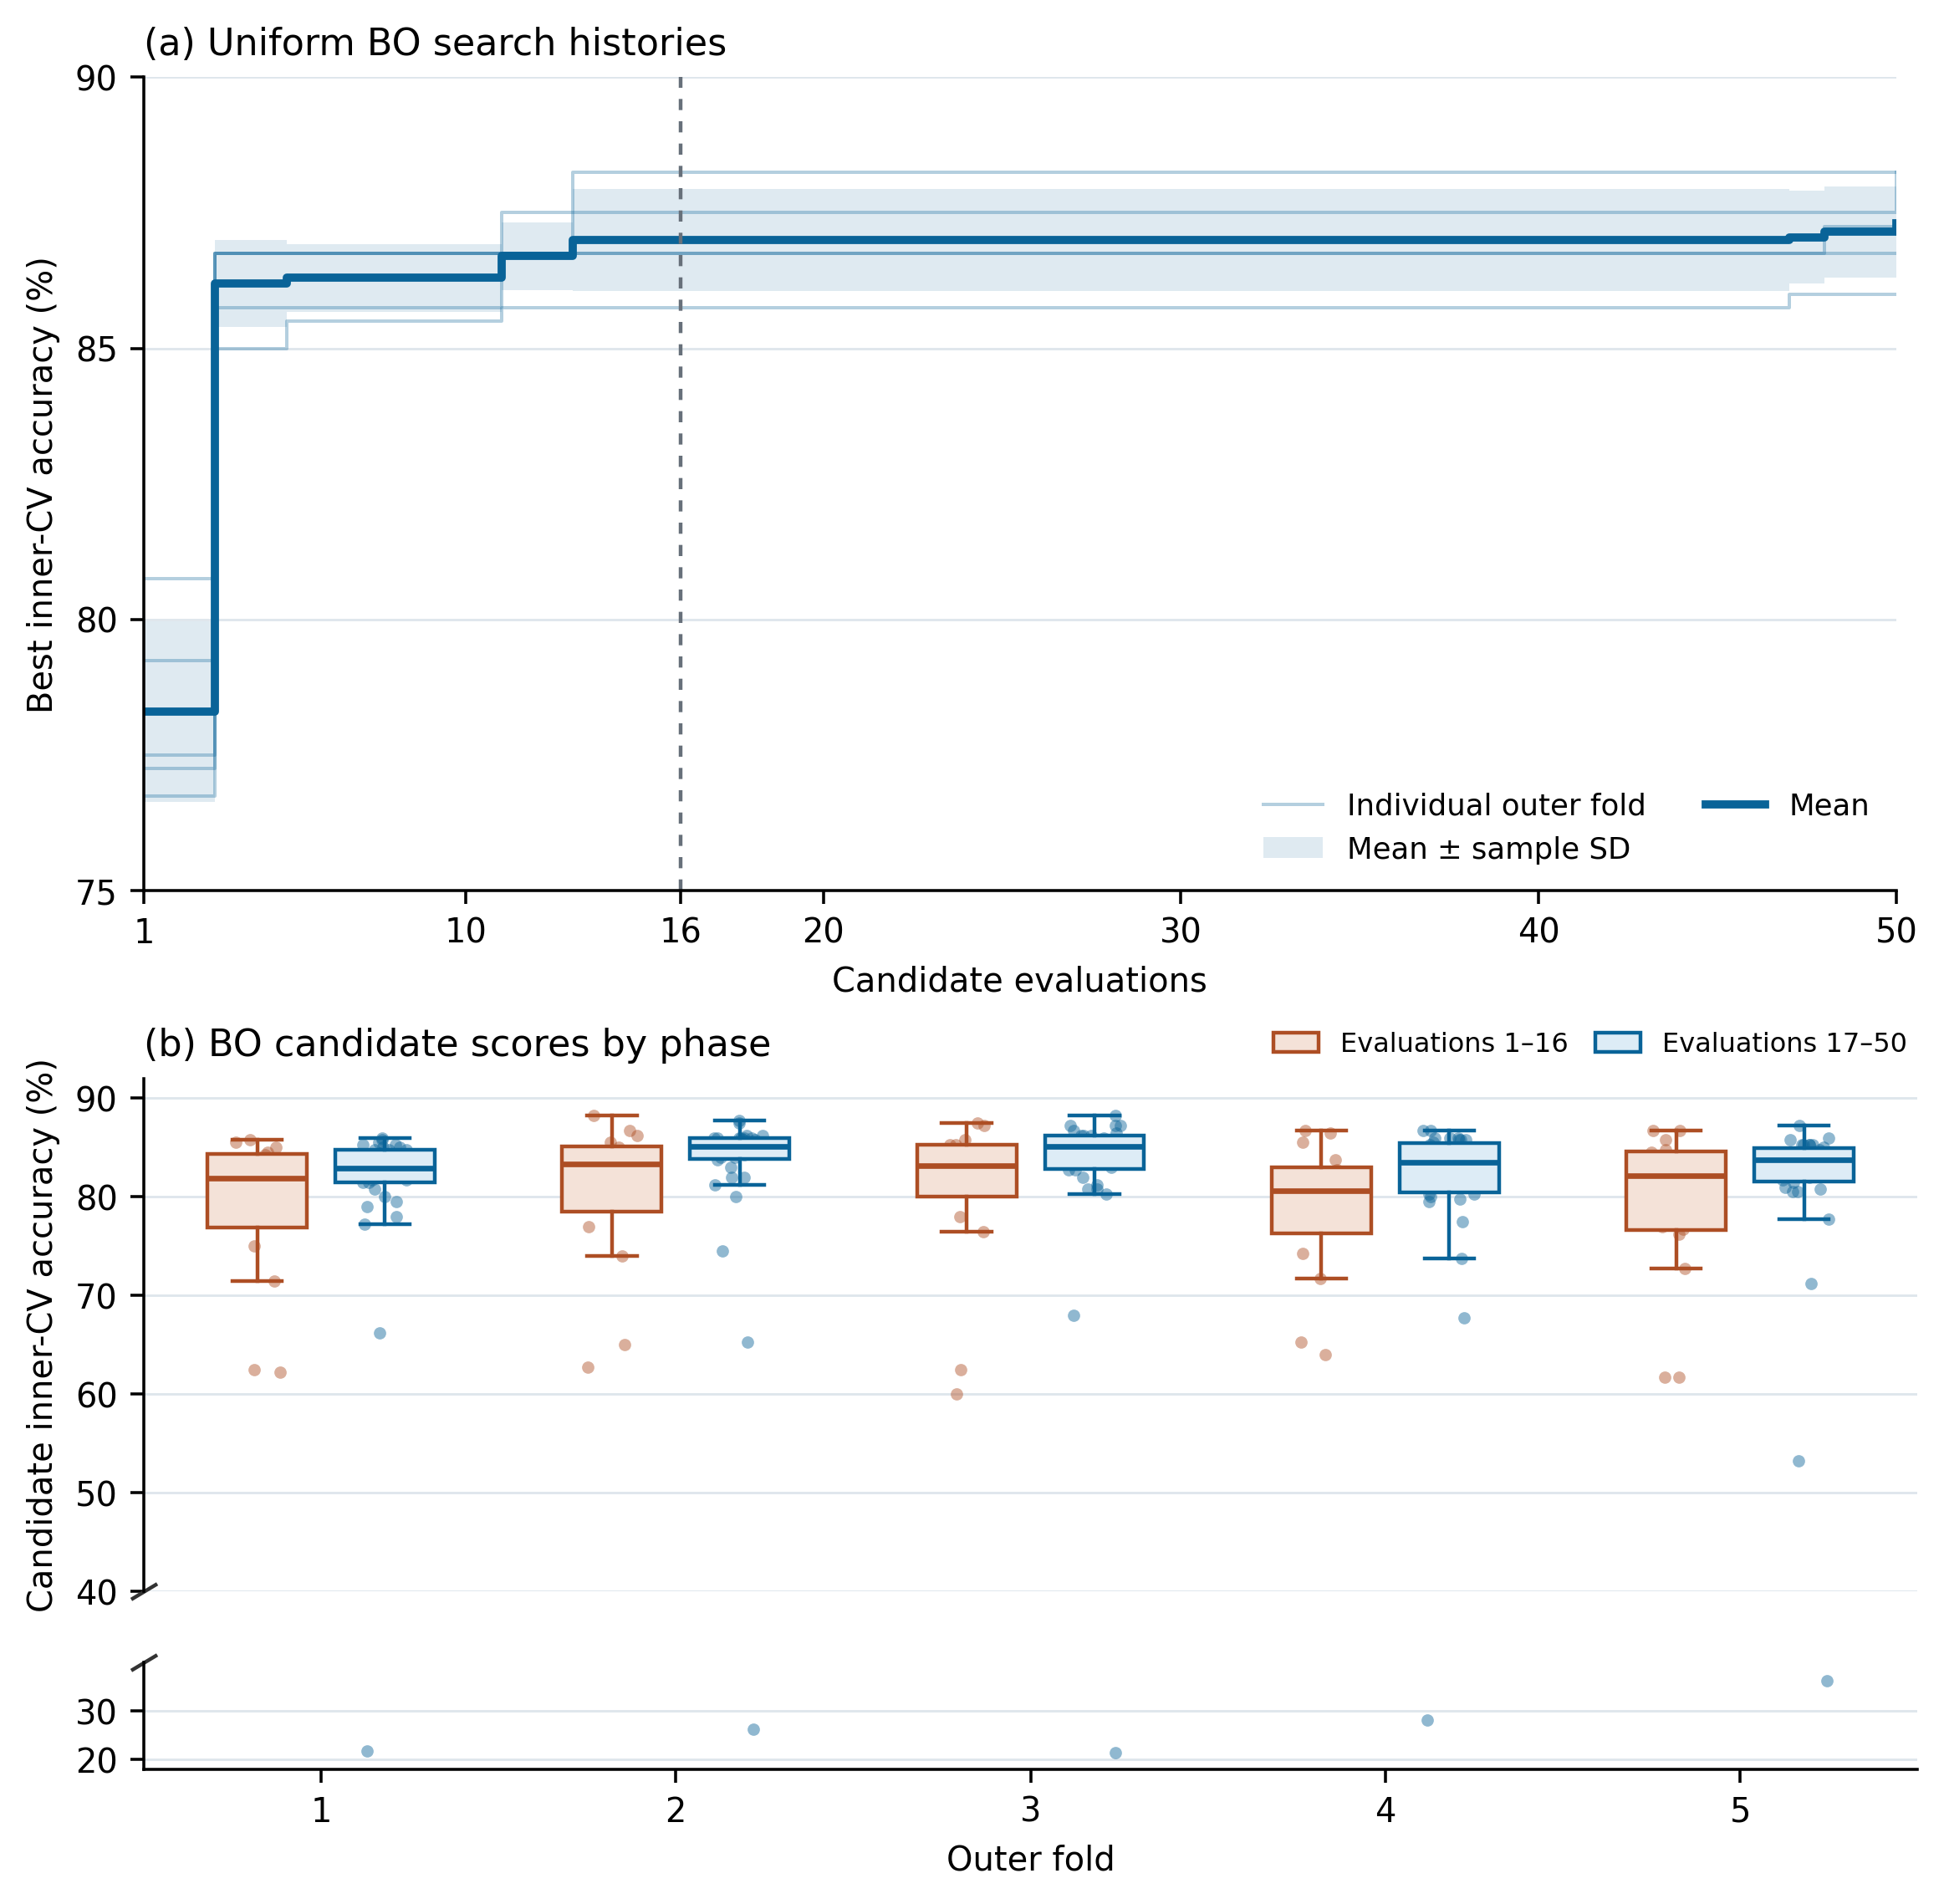 (a) Uniform BO search histories
90
85
80
75
Best inner-CV accuracy (%)
Individual outer fold
Mean
Mean ± sample SD
1
10
16
20
30
40
50
Candidate evaluations
(b) BO candidate scores by phase
Evaluations 1–16
Evaluations 17–50
90
80
70
60
50
40
30
20
Candidate inner-CV accuracy (%)
1
2
3
4
5
Outer fold